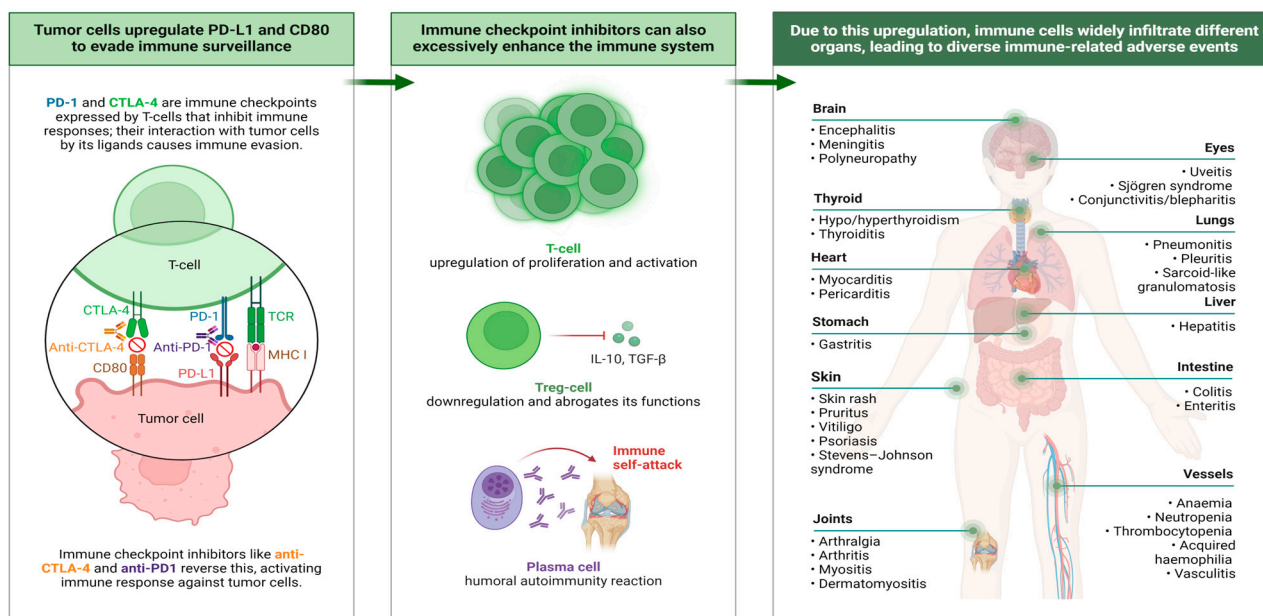 Tumor cells upregulate PD-L1 and CD80
to evade immune surveillance
PD-1 and CTLA-4 are immune checkpoints
expressed by T-cells that inhibit immune
responses; their interaction with tumor cells
by its ligands causes immune evasion.
T-cell
CTLA-4
PD-1
TCR
Anti-CTLA-4
Anti-PD-1
MHC I
CD80
PD-L1
Tumor cell
Immune checkpoint inhibitors like anti-
CTLA-4 and anti-PD1 reverse this, activating
immune response against tumor cells.
Immune checkpoint inhibitors can also
excessively enhance the immune system
T-cell
upregulation of proliferation and activation
IL-10, TGF-β
Treg-cell
downregulation and abrogates its functions
Immune
self-attack
Plasma cell
humoral autoimmunity reaction
Due to this upregulation, immune cells widely infiltrate different
organs, leading to diverse immune-related adverse events
Brain
• Encephalitis
• Meningitis
• Polyneuropathy
Thyroid
• Hypo/hyperthyroidism
• Thyroiditis
Heart
• Myocarditis
• Pericarditis
Stomach
• Gastritis
Skin
• Skin rash
• Pruritus
• Vitiligo
• Psoriasis
• Stevens–Johnson
syndrome
Joints
• Arthralgia
• Arthritis
• Myositis
• Dermatomyositis
Eyes
• Uveitis
• Sjögren syndrome
• Conjunctivitis/blepharitis
Lungs
• Pneumonitis
• Pleuritis
• Sarcoid-like
granulomatosis
Liver
• Hepatitis
Intestine
• Colitis
• Enteritis
Vessels
• Anaemia
• Neutropenia
• Thrombocytopenia
• Acquired
haemophilia
• Vasculitis